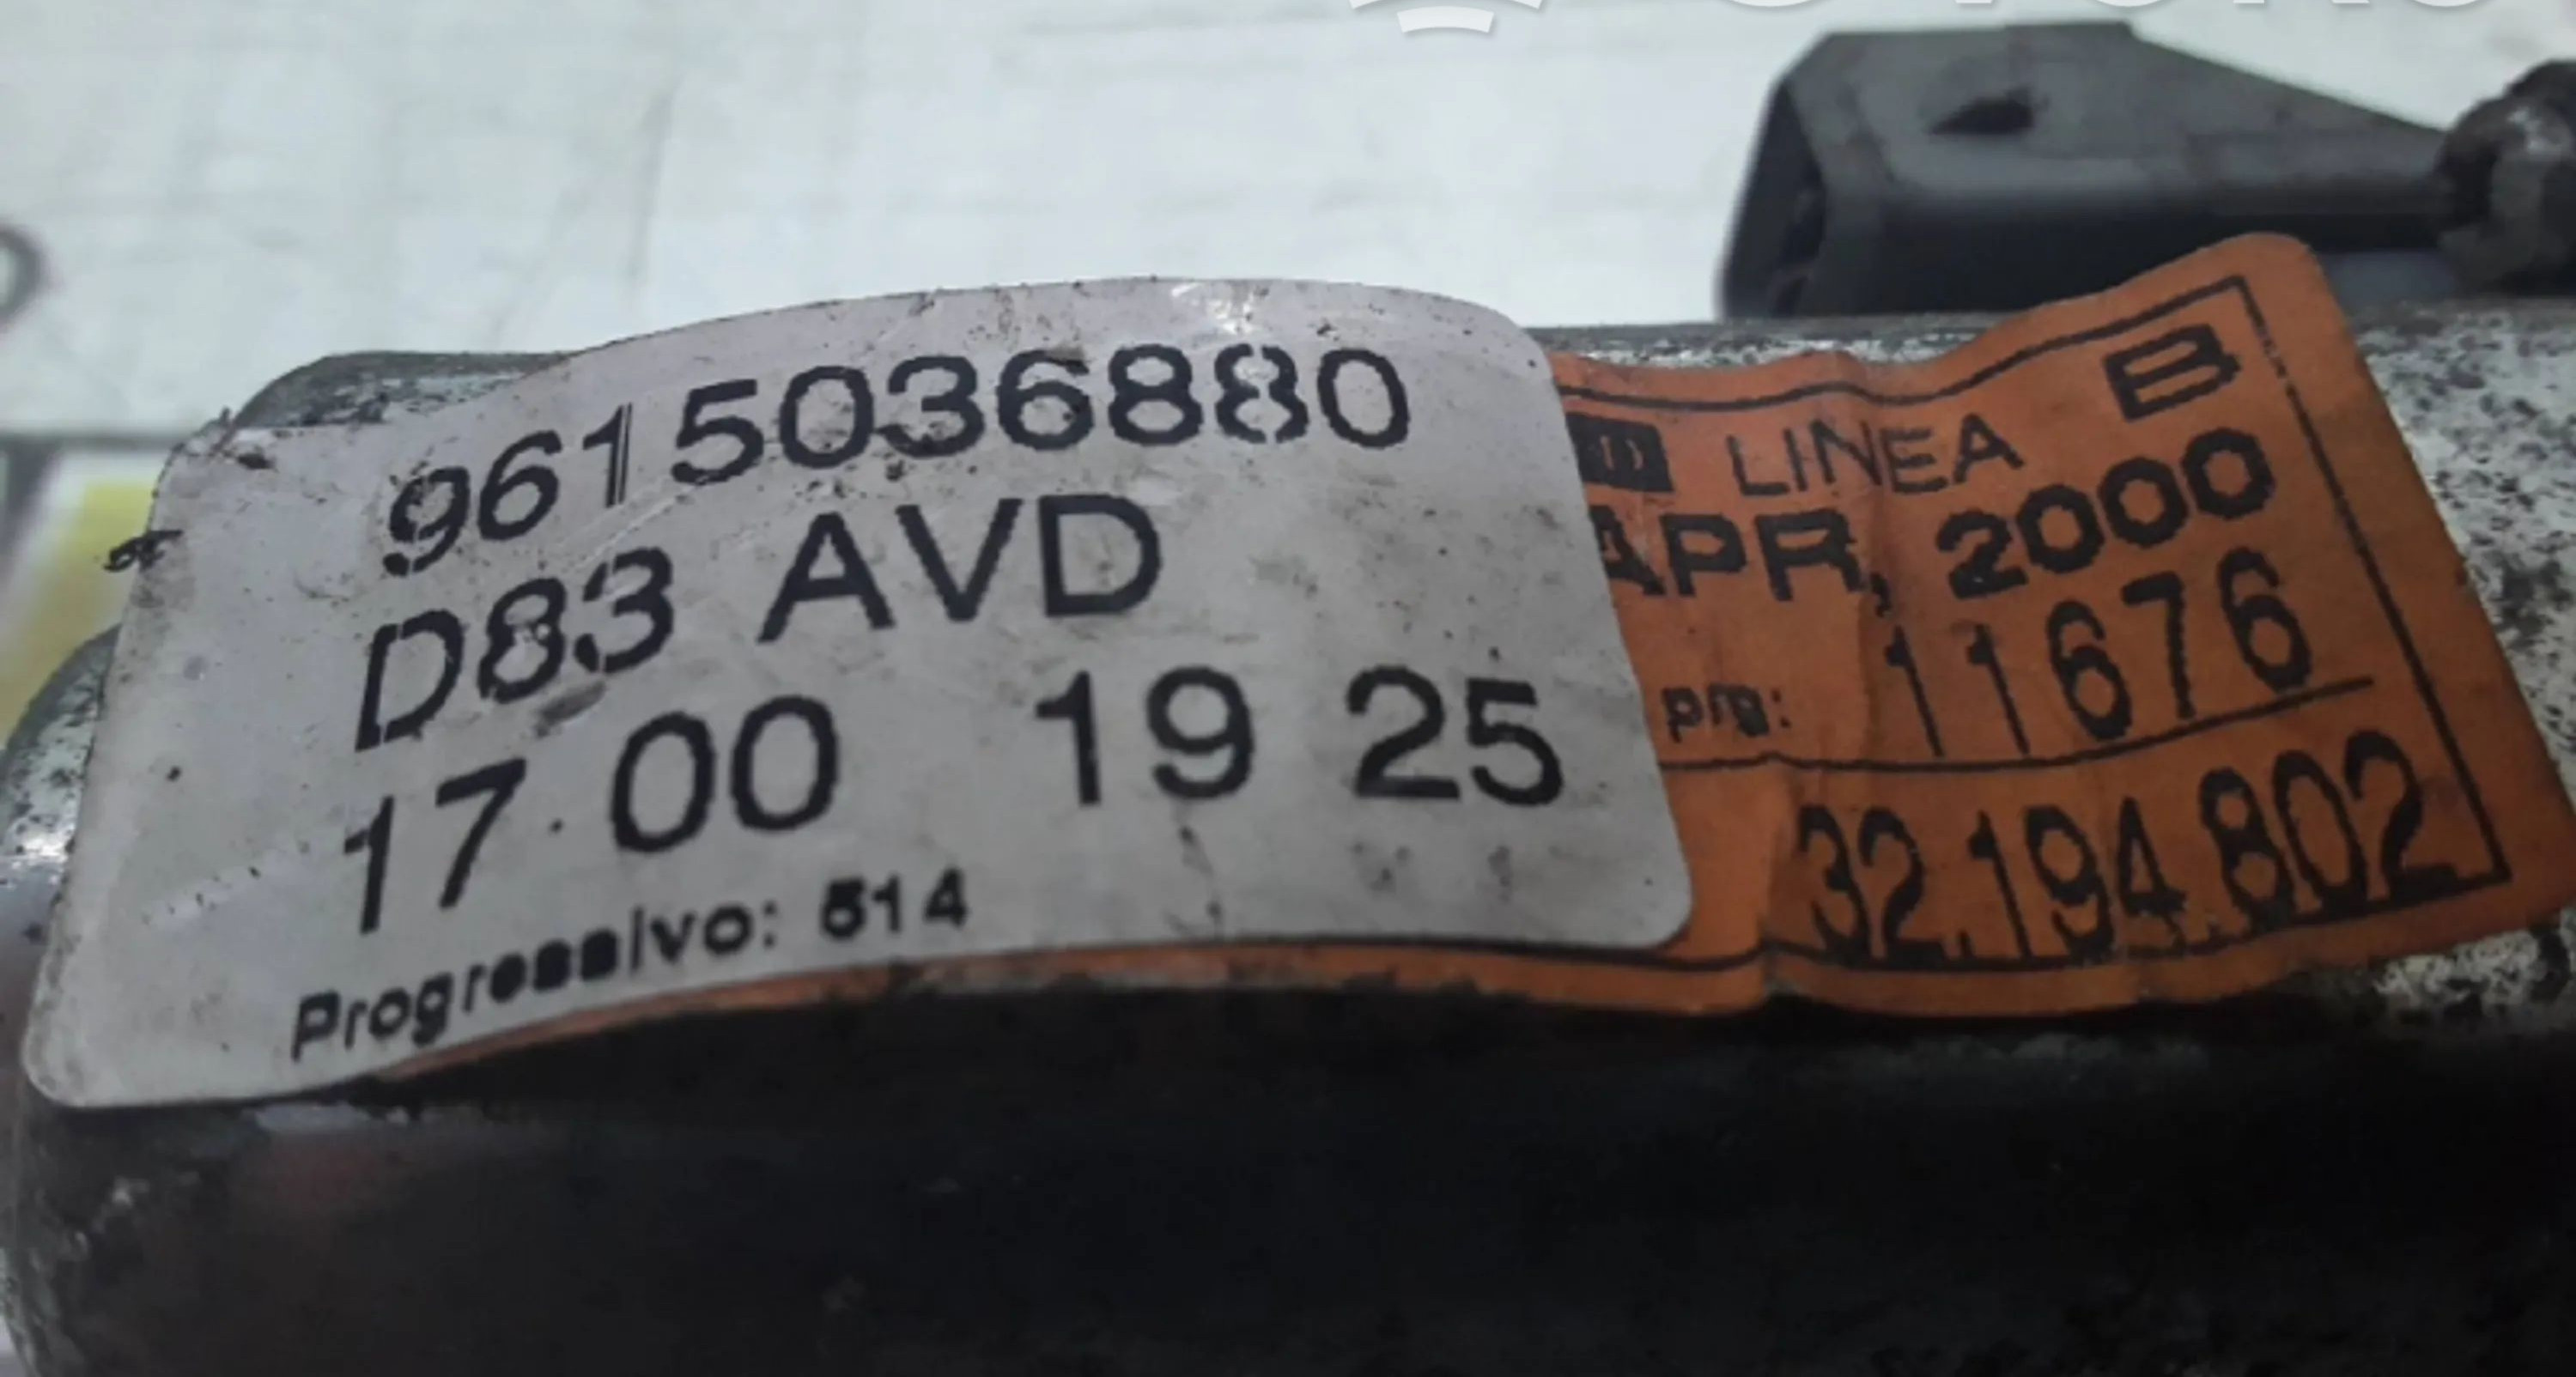 9615036880
D83 AVD
17 00 19 25
Progressivo: 514
LINEA B
APR, 2000
prg: 11676
32.194.802